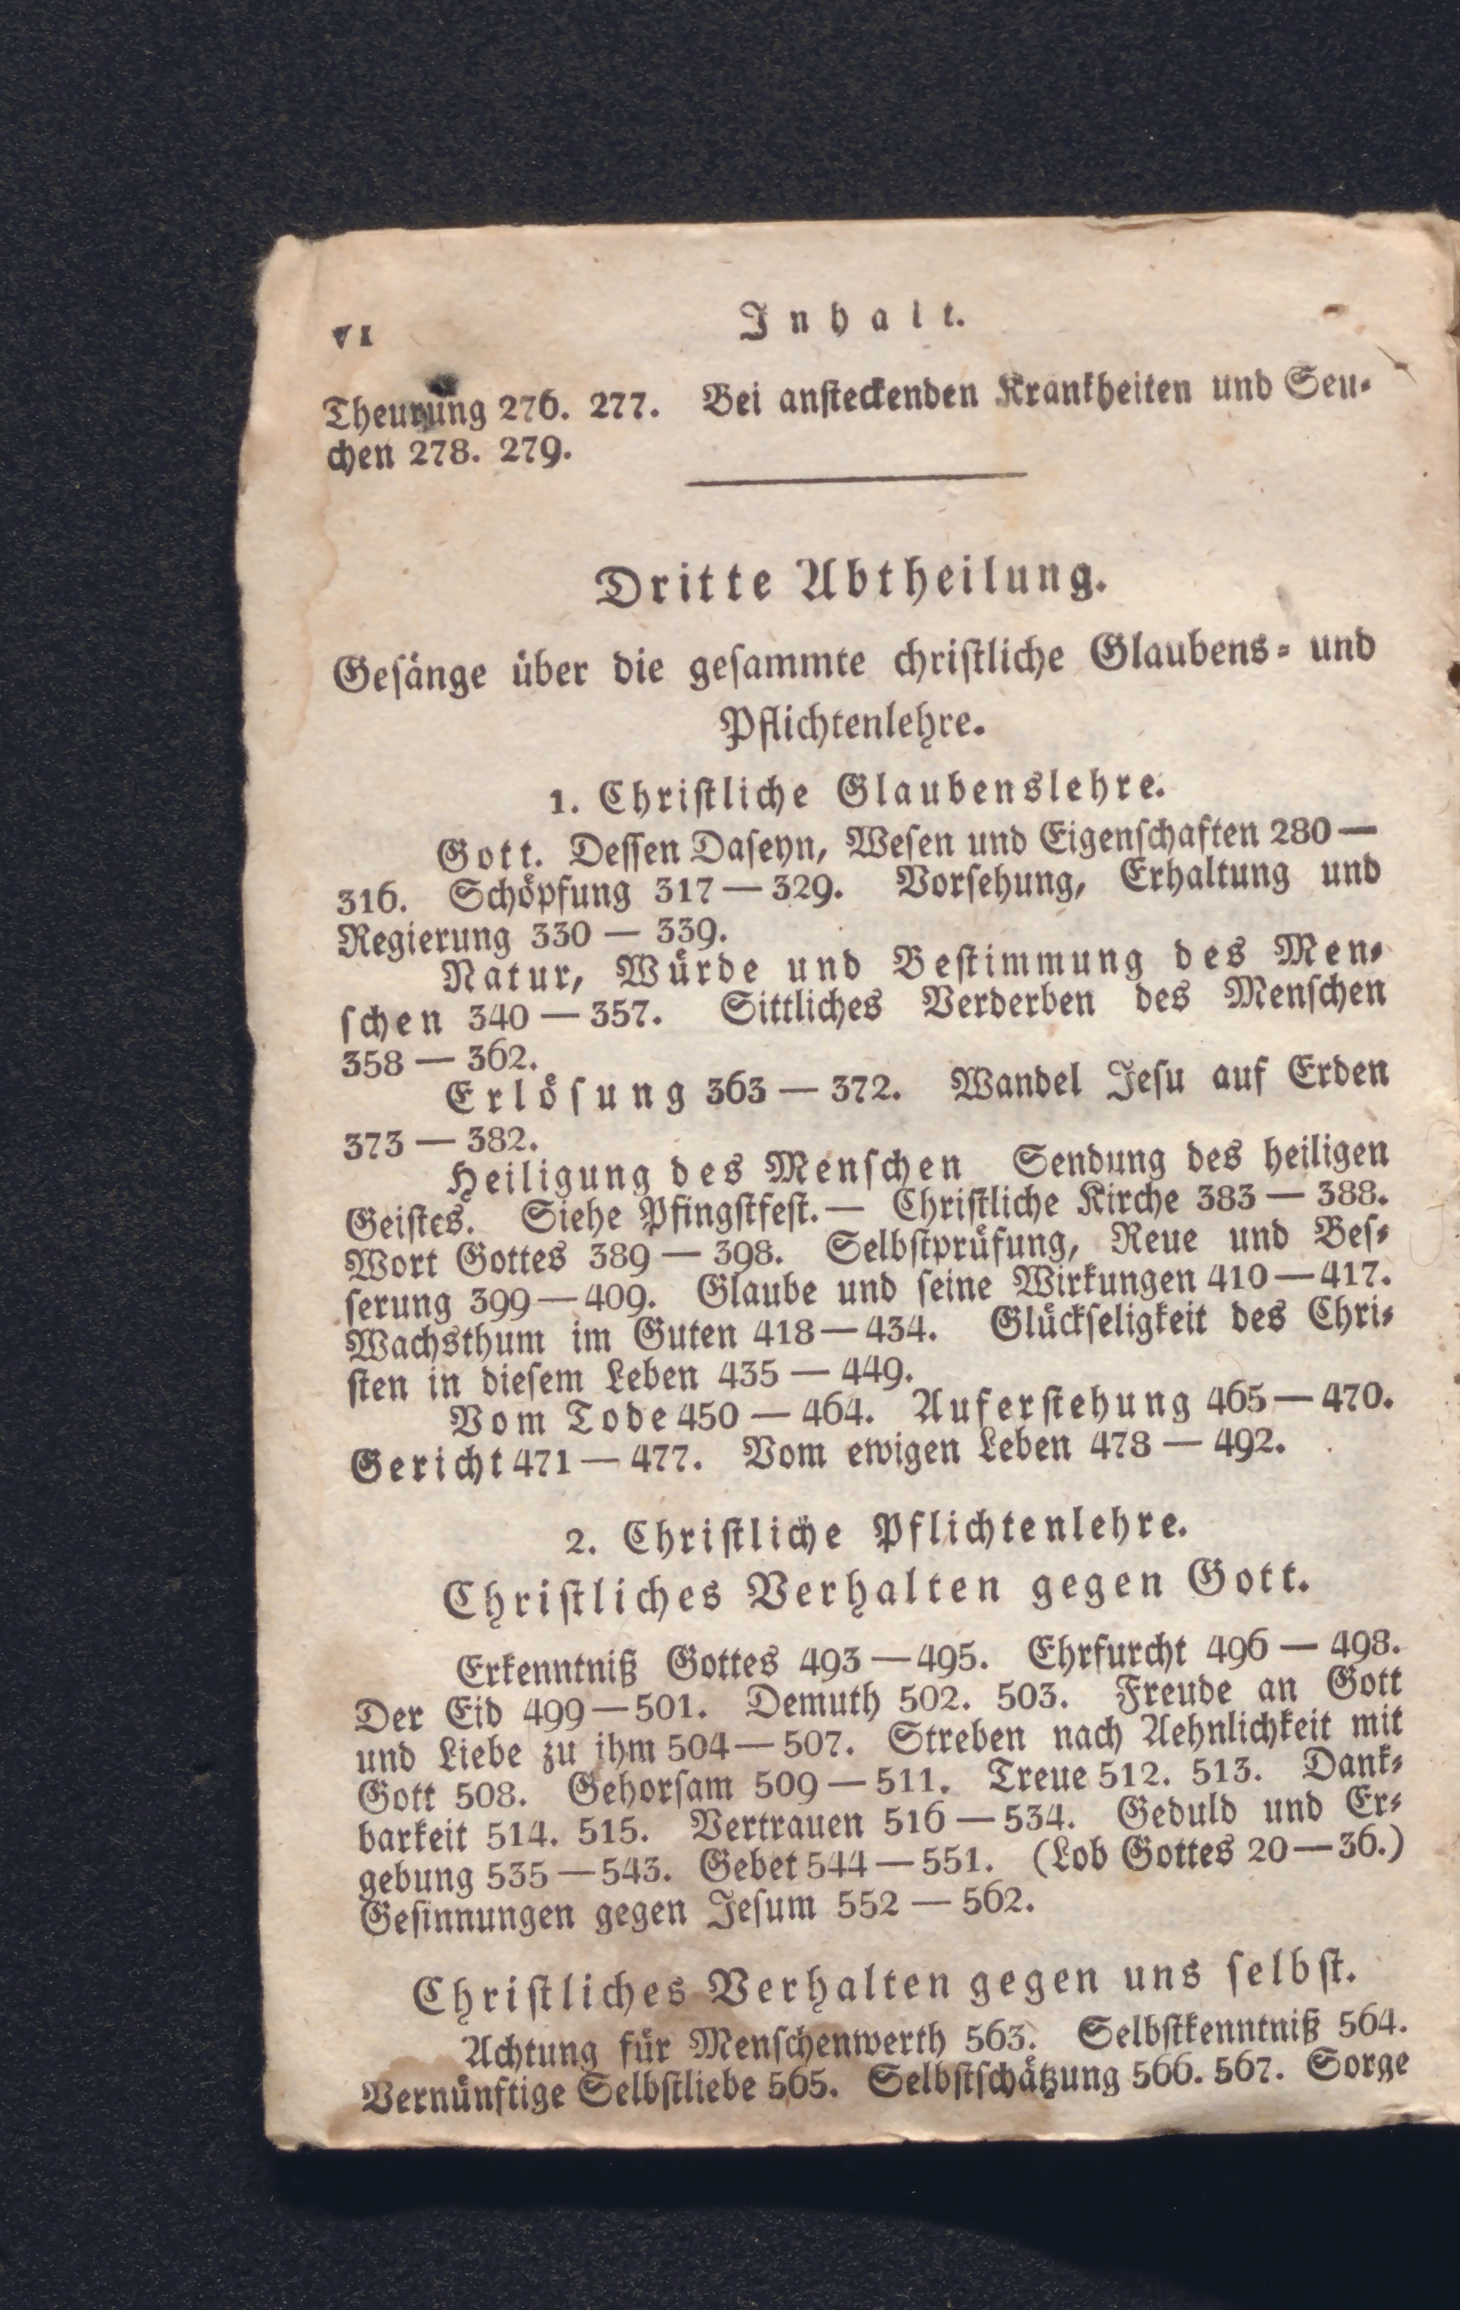 VI
Inhalt.
Theurung 276. 277. Bei ansteckenden Krankheiten und Seu-
chen 278. 279.
Dritte Abtheilung.
Gesänge über die gesammte christliche Glaubens- und
Pflichtenlehre.
1. Christliche Glaubenslehre.
Gott. Dessen Daseyn, Wesen und Eigenschaften 280—
316. Schöpfung 317—329. Vorsehung, Erhaltung und
Regierung 330 — 339.
Natur, Würde und Bestimmung des Men-
schen 340 — 357. Sittliches Verderben des Menschen
358 — 362.
Erlösung 363 — 372. Wandel Jesu auf Erden
373 — 382.
Heiligung des Menschen Sendung des heiligen
Geistes. Siehe Pfingstfest.— Christliche Kirche 383 — 388.
Wort Gottes 389 — 398. Selbstprüfung, Reue und Bes-
serung 399—409. Glaube und seine Wirkungen 410—417.
Wachsthum im Guten 418—434. Glückseligkeit des Chri-
sten in diesem Leben 435 — 449.
Vom Tode 450 — 464. Auferstehung 465—470.
Gericht 471 — 477. Vom ewigen Leben 478 — 492.
2. Christliche Pflichtenlehre.
Christliches Verhalten gegen Gott.
Erkenntniß Gottes 493—495. Ehrfurcht 496 — 498.
Der Eid 499—501. Demuth 502. 503. Freude an Gott
und Liebe zu ihm 504—507. Streben nach Aehnlichkeit mit
Gott 508. Gehorsam 509—511. Treue 512. 513. Dank-
barkeit 514. 515. Vertrauen 516—534. Geduld und Er-
gebung 535—543. Gebet 544—551. (Lob Gottes 20—36.)
Gesinnungen gegen Jesum 552 — 562.
Christliches Verhalten gegen uns selbst.
Achtung für Menschenwerth 563. Selbstkenntniß 564.
Vernünftige Selbstliebe 565. Selbstschätzung 566. 567. Sorge